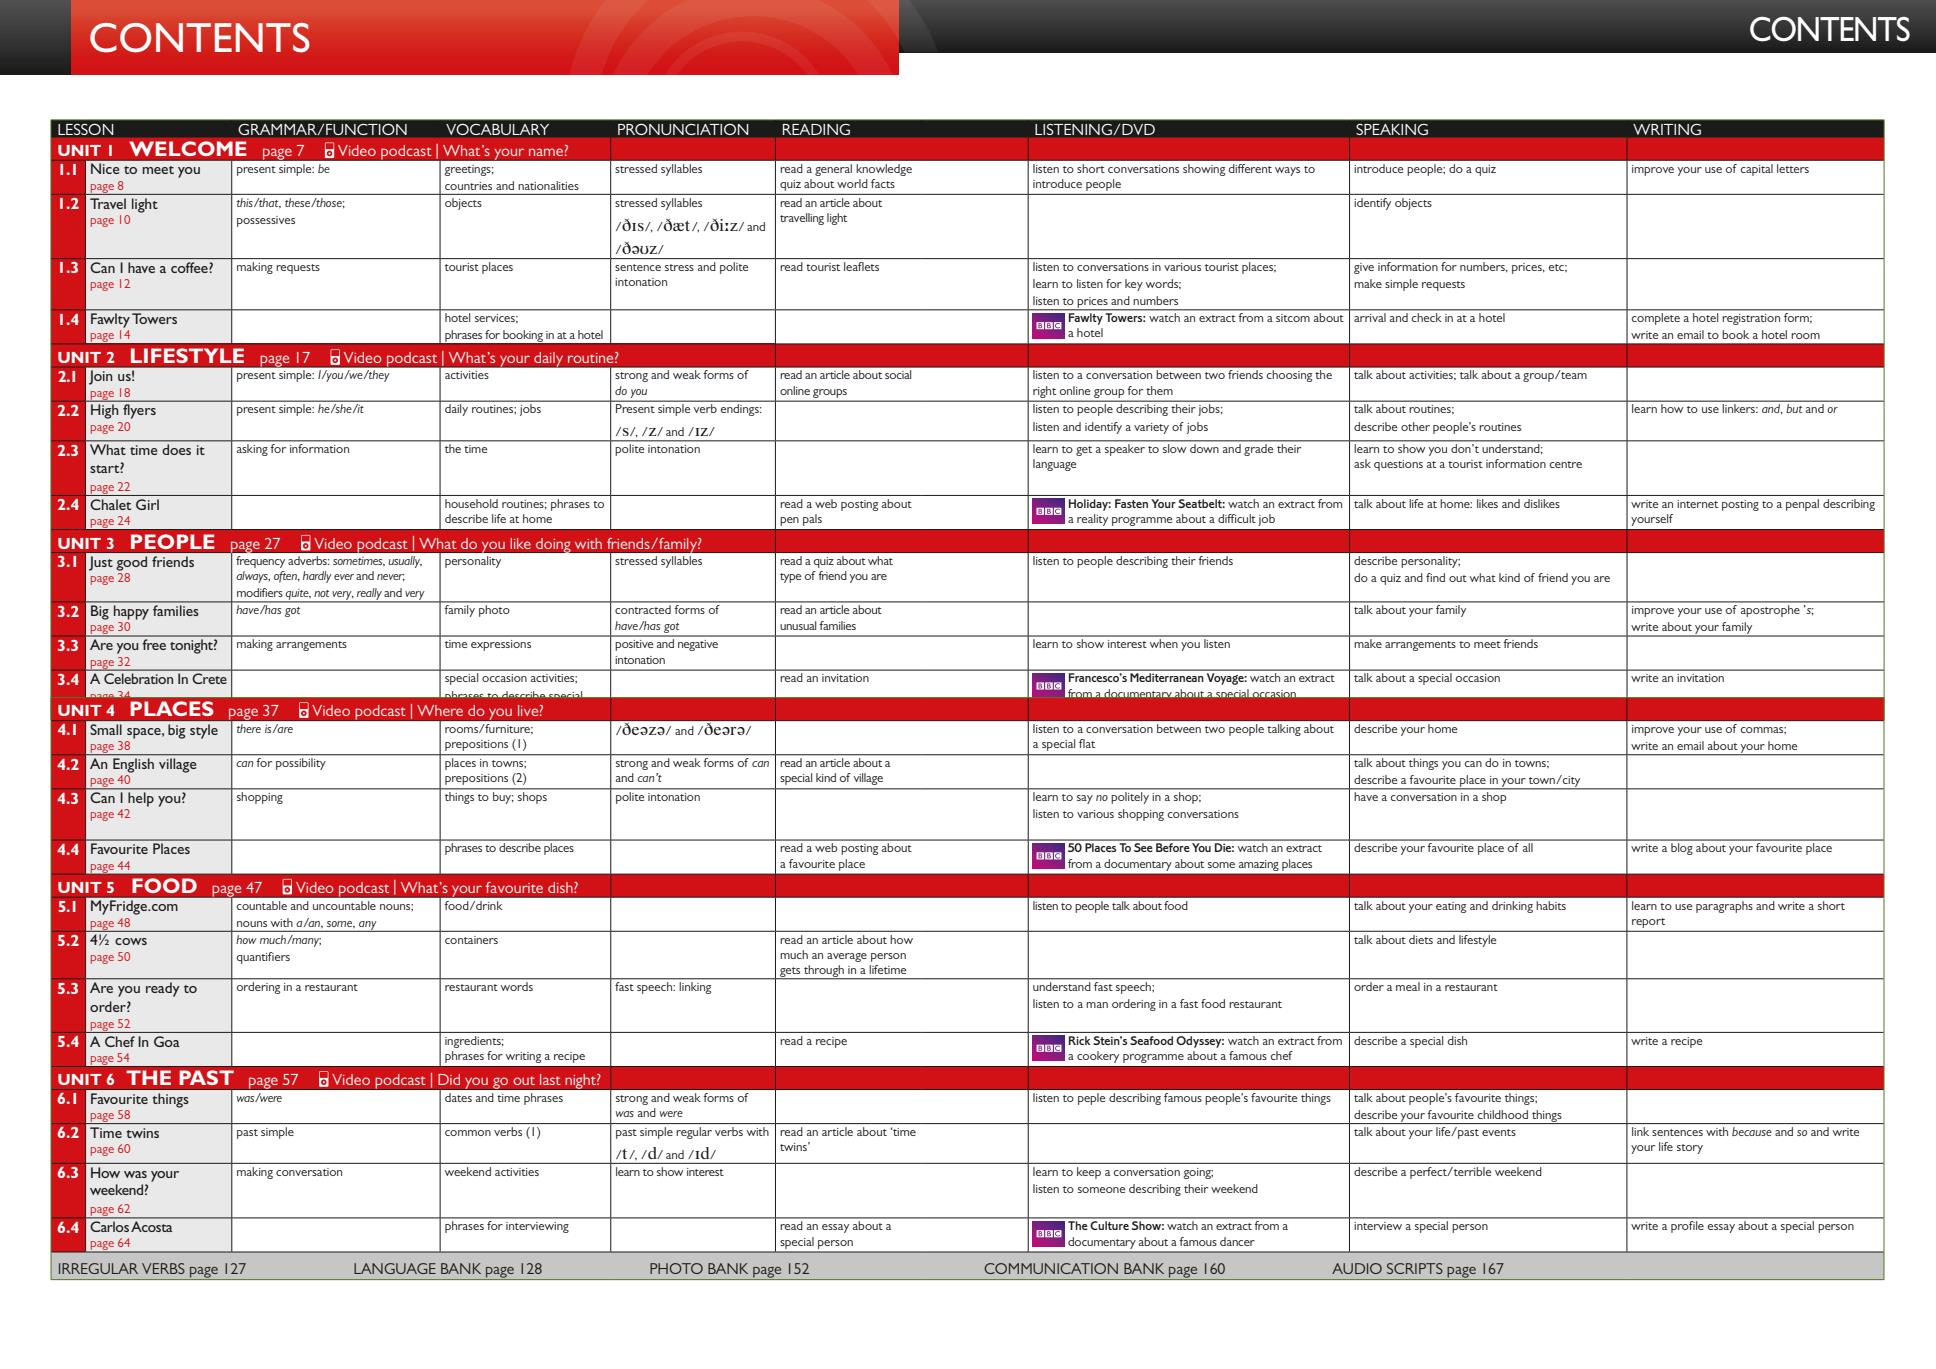 CONTENTS
CONTENTS
LESSON GRAMMAR/FUNCTION VOCABULARY PRONUNCIATION READING LISTENING/DVD SPEAKING WRITING
UNIT 1 WELCOME page 7 Video podcast | What's your name?
1.1 Nice to meet you present simple: be greetings; stressed syllables read a general knowledge listen to short conversations showing different ways to introduce people; do a quiz improve your use of capital letters
page 8 countries and nationalities quiz about world facts introduce people
1.2 Travel light this/that, these/those; objects stressed syllables read an article about identify objects
page 10 possessives /ðɪs/, /ðæt/, /ðiːz/ and travelling light
/ðəʊz/
1.3 Can I have a coffee? making requests tourist places sentence stress and polite read tourist leaflets listen to conversations in various tourist places; give information for numbers, prices, etc;
page 12 intonation learn to listen for key words; make simple requests
listen to prices and numbers
1.4 Fawlty Towers hotel services; BBC Fawlty Towers: watch an extract from a sitcom about arrival and check in at a hotel complete a hotel registration form;
page 14 phrases for booking in at a hotel a hotel write an email to book a hotel room
UNIT 2 LIFESTYLE page 17 Video podcast | What's your daily routine?
2.1 Join us! present simple: I/you/we/they activities strong and weak forms of read an article about social listen to a conversation between two friends choosing the talk about activities; talk about a group/team
page 18 do you online groups right online group for them
2.2 High flyers present simple: he/she/it daily routines; jobs Present simple verb endings: listen to people describing their jobs; talk about routines; learn how to use linkers: and, but and or
page 20 /s/, /z/ and /ɪz/ listen and identify a variety of jobs describe other people's routines
2.3 What time does it asking for information the time polite intonation learn to get a speaker to slow down and grade their learn to show you don't understand;
start? language ask questions at a tourist information centre
page 22
2.4 Chalet Girl household routines; phrases to read a web posting about BBC Holiday: Fasten Your Seatbelt: watch an extract from talk about life at home: likes and dislikes write an internet posting to a penpal describing
page 24 describe life at home pen pals a reality programme about a difficult job yourself
UNIT 3 PEOPLE page 27 Video podcast | What do you like doing with friends/family?
3.1 Just good friends frequency adverbs: sometimes, usually, personality stressed syllables read a quiz about what listen to people describing their friends describe personality;
page 28 always, often, hardly ever and never; type of friend you are do a quiz and find out what kind of friend you are
modifiers quite, not very, really and very
3.2 Big happy families have/has got family photo contracted forms of read an article about talk about your family improve your use of apostrophe 's;
page 30 have/has got unusual families write about your family
3.3 Are you free tonight? making arrangements time expressions positive and negative learn to show interest when you listen make arrangements to meet friends
page 32 intonation
3.4 A Celebration In Crete special occasion activities; read an invitation BBC Francesco's Mediterranean Voyage: watch an extract talk about a special occasion write an invitation
page 34 phrases to describe special from a documentary about a special occasion
UNIT 4 PLACES page 37 Video podcast | Where do you live?
4.1 Small space, big style there is/are rooms/furniture; /ðeəzə/ and /ðeərə/ listen to a conversation between two people talking about describe your home improve your use of commas;
page 38 prepositions (1) a special flat write an email about your home
4.2 An English village can for possibility places in towns; strong and weak forms of can read an article about a talk about things you can do in towns;
page 40 prepositions (2) and can't special kind of village describe a favourite place in your town/city
4.3 Can I help you? shopping things to buy; shops polite intonation learn to say no politely in a shop; have a conversation in a shop
page 42 listen to various shopping conversations
4.4 Favourite Places phrases to describe places read a web posting about BBC 50 Places To See Before You Die: watch an extract describe your favourite place of all write a blog about your favourite place
page 44 a favourite place from a documentary about some amazing places
UNIT 5 FOOD page 47 Video podcast | What's your favourite dish?
5.1 MyFridge.com countable and uncountable nouns; food/drink listen to people talk about food talk about your eating and drinking habits learn to use paragraphs and write a short
page 48 nouns with a/an, some, any report
5.2 4½ cows how much/many; containers read an article about how talk about diets and lifestyle
page 50 quantifiers much an average person
gets through in a lifetime
5.3 Are you ready to ordering in a restaurant restaurant words fast speech: linking understand fast speech; order a meal in a restaurant
order? listen to a man ordering in a fast food restaurant
page 52
5.4 A Chef In Goa ingredients; read a recipe BBC Rick Stein's Seafood Odyssey: watch an extract from describe a special dish write a recipe
page 54 phrases for writing a recipe a cookery programme about a famous chef
UNIT 6 THE PAST page 57 Video podcast | Did you go out last night?
6.1 Favourite things was/were dates and time phrases strong and weak forms of listen to peple describing famous people's favourite things talk about people's favourite things;
page 58 was and were describe your favourite childhood things
6.2 Time twins past simple common verbs (1) past simple regular verbs with read an article about 'time talk about your life/past events link sentences with because and so and write
page 60 /t/, /d/ and /ɪd/ twins' your life story
6.3 How was your making conversation weekend activities learn to show interest learn to keep a conversation going; describe a perfect/terrible weekend
weekend? listen to someone describing their weekend
page 62
6.4 Carlos Acosta phrases for interviewing read an essay about a BBC The Culture Show: watch an extract from a interview a special person write a profile essay about a special person
page 64 special person documentary about a famous dancer
IRREGULAR VERBS page 127 LANGUAGE BANK page 128 PHOTO BANK page 152 COMMUNICATION BANK page 160 AUDIO SCRIPTS page 167